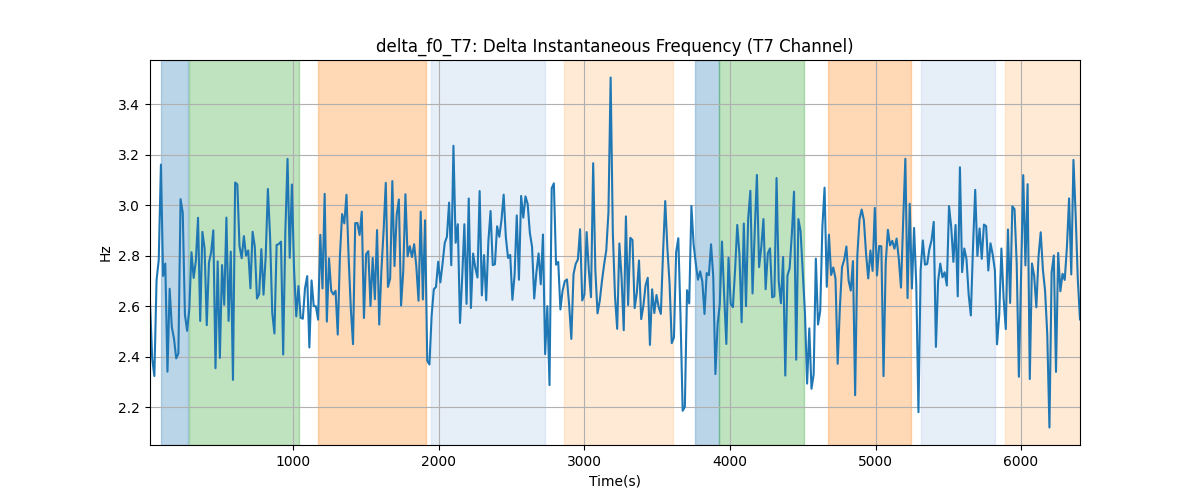 delta_f0_T7: Delta Instantaneous Frequency (T7 Channel)
Hz
3.4
3.2
3.0
2.8
2.6
2.4
2.2
1000 2000 3000 4000 5000 6000
Time(s)